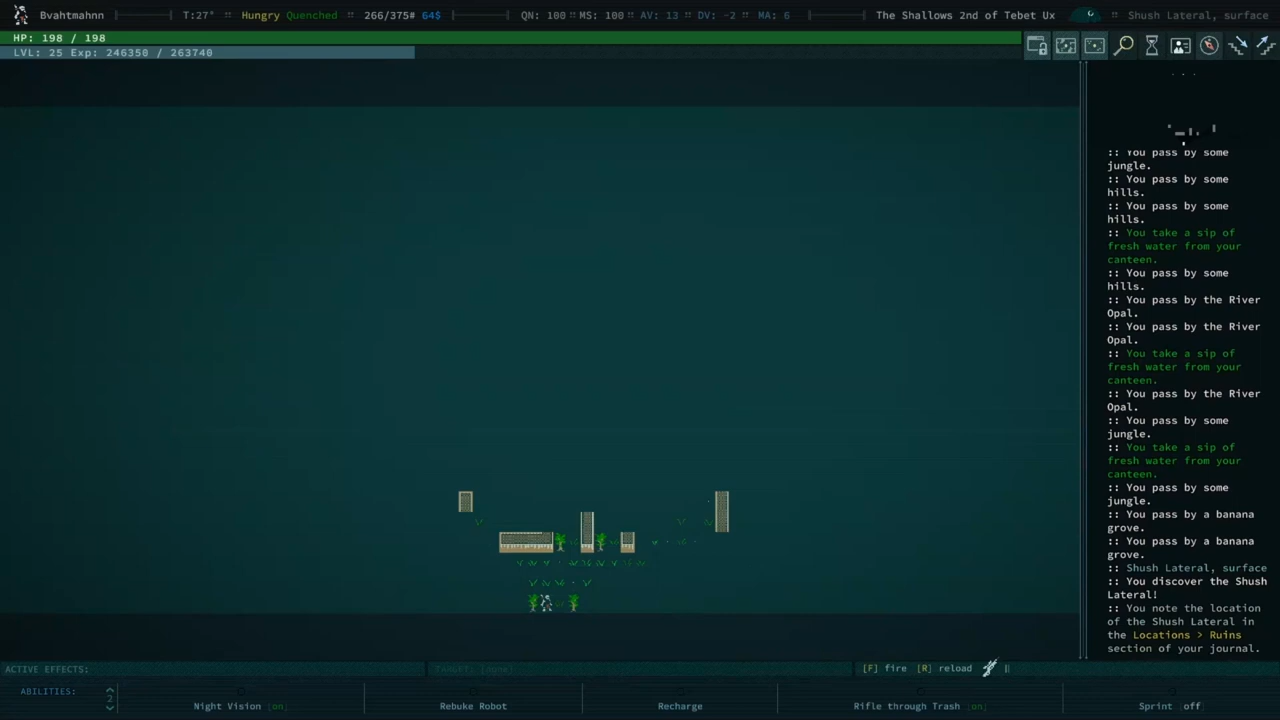 Bvahtmahnn T:27° :: Hungry Quenched :: 266/375# 64$ QN: 100 :: MS: 100 :: AV: 13 :: DV: -2 :: MA: 6 The Shallows 2nd of Tebet Ux :: Shush Lateral, surface
HP: 198 / 198
LVL: 25 Exp: 246350 / 263740
:: You pass by some
jungle.
:: You pass by some
hills.
:: You pass by some
hills.
:: You take a sip of
fresh water from your
canteen.
:: You pass by some
hills.
:: You pass by the River
Opal.
:: You pass by the River
Opal.
:: You take a sip of
fresh water from your
canteen.
:: You pass by the River
Opal.
:: You pass by some
jungle.
:: You take a sip of
fresh water from your
canteen.
:: You pass by some
jungle.
:: You pass by a banana
grove.
:: You pass by a banana
grove.
:: Shush Lateral, surface
:: You discover the Shush
Lateral!
:: You note the location
of the Shush Lateral in
the Locations > Ruins
section of your journal.
ACTIVE EFFECTS: TARGET: [none] [F] fire [R] reload
ABILITIES: 2 Night Vision [on] Rebuke Robot Recharge Rifle through Trash [on] Sprint [off]